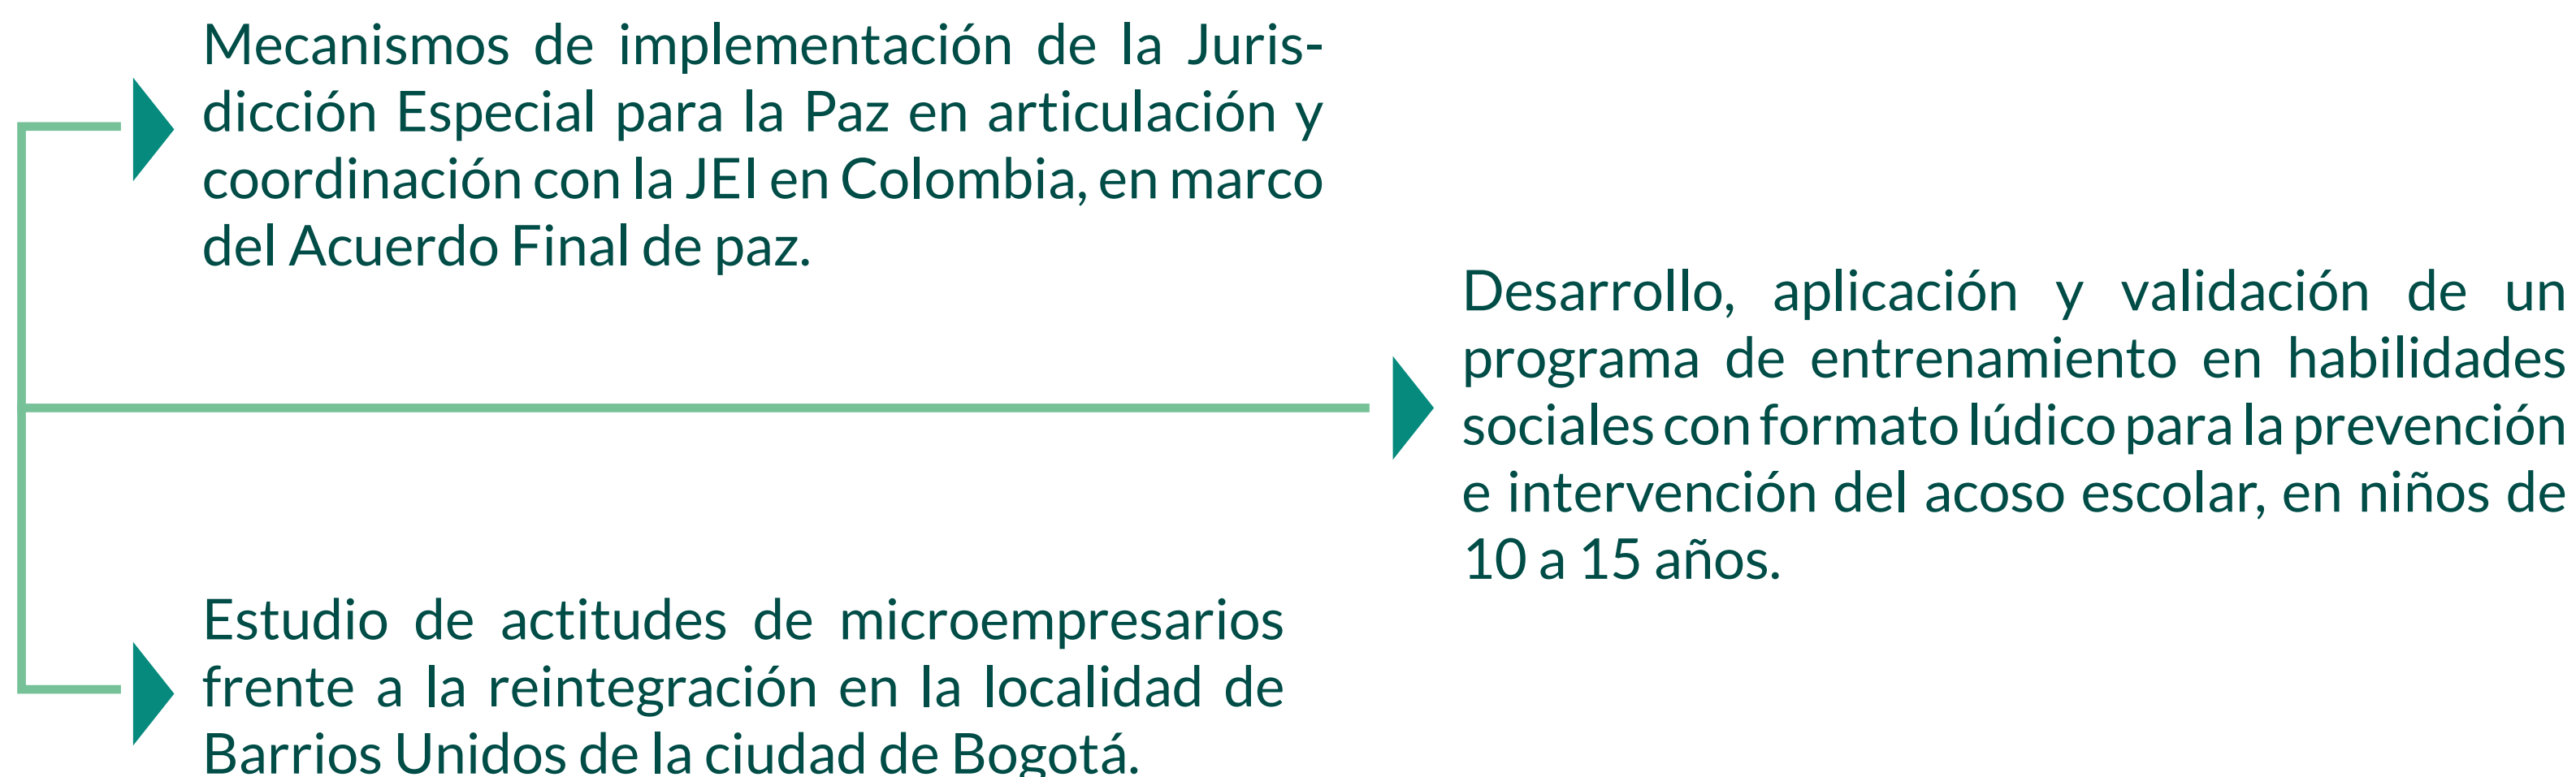 Mecanismos de implementación de la Juris-
dicción Especial para la Paz en articulación y
coordinación con la JEI en Colombia, en marco
del Acuerdo Final de paz.
Desarrollo, aplicación y validación de un
programa de entrenamiento en habilidades
sociales con formato lúdico para la prevención
e intervención del acoso escolar, en niños de
10 a 15 años.
Estudio de actitudes de microempresarios
frente a la reintegración en la localidad de
Barrios Unidos de la ciudad de Bogotá.